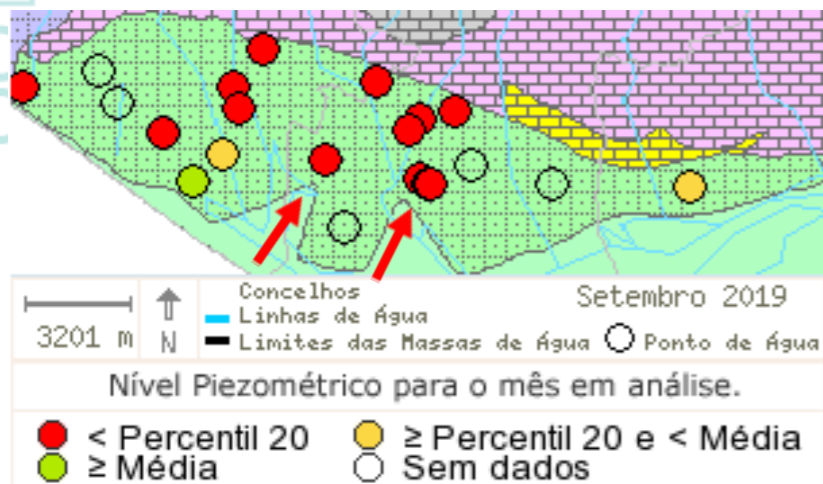 Concelhos
Setembro 2019
Linhas de Água
3201 m
N
Limites das Massas de Água
Ponto de Água
Nível Piezométrico para o mês em análise.
< Percentil 20
≥ Percentil 20 e < Média
≥ Média
Sem dados